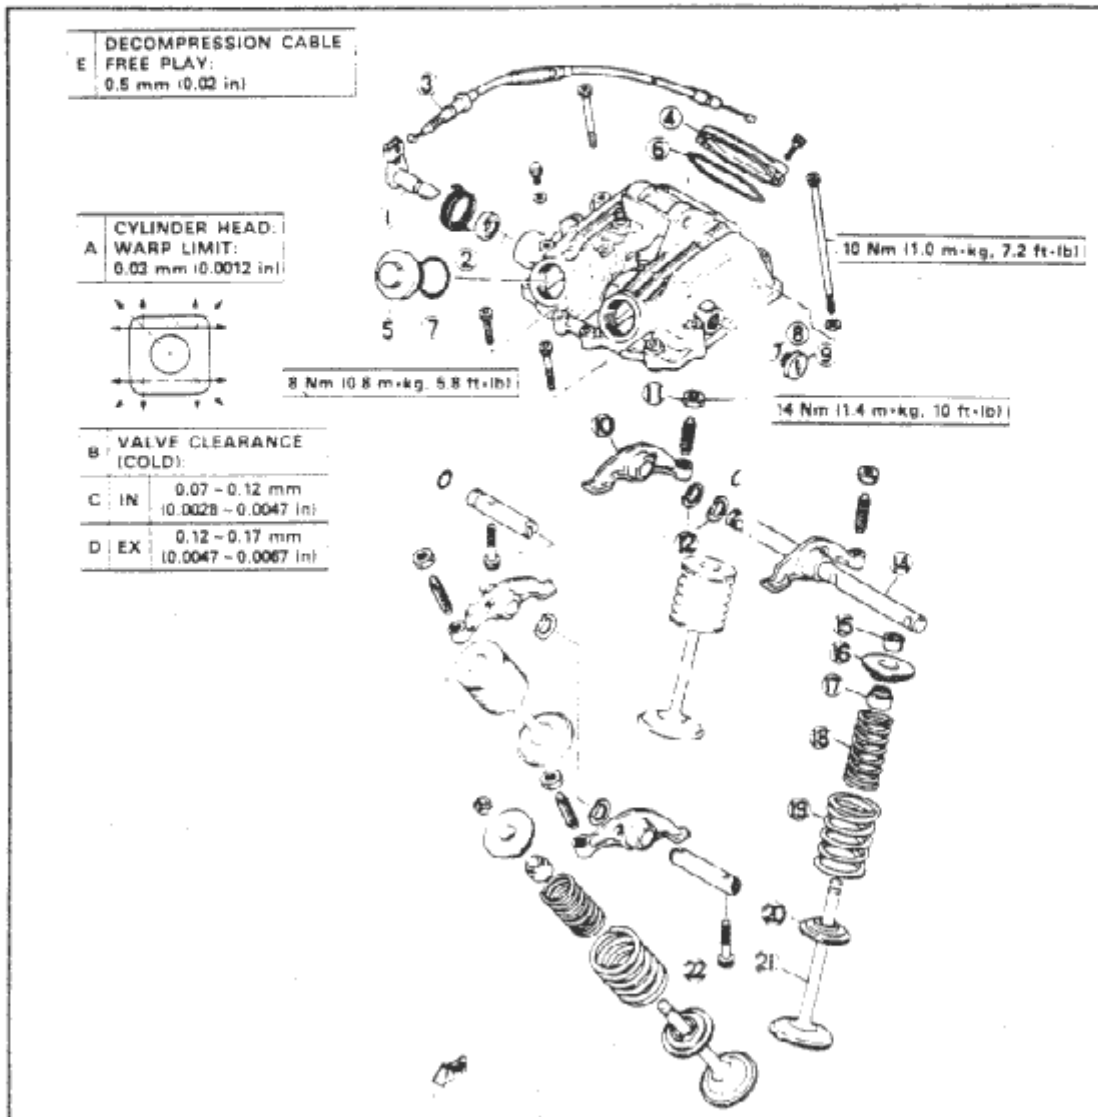 E DECOMPRESSION CABLE
FREE PLAY:
0.5 mm (0.02 in)
3
4
6
A CYLINDER HEAD:
WARP LIMIT:
0.03 mm (0.0012 in)
1
2
10 Nm (1.0 m·kg, 7.2 ft·lb)
5 7
8
9
8 Nm (0.8 m·kg, 5.8 ft·lb)
11
14 Nm (1.4 m·kg, 10 ft·lb)
10
B VALVE CLEARANCE
(COLD):
C IN 0.07 ~ 0.12 mm
(0.0028 ~ 0.0047 in)
D EX 0.12 ~ 0.17 mm
(0.0047 ~ 0.0067 in)
12
14
15
16
17
18
19
20
21
22